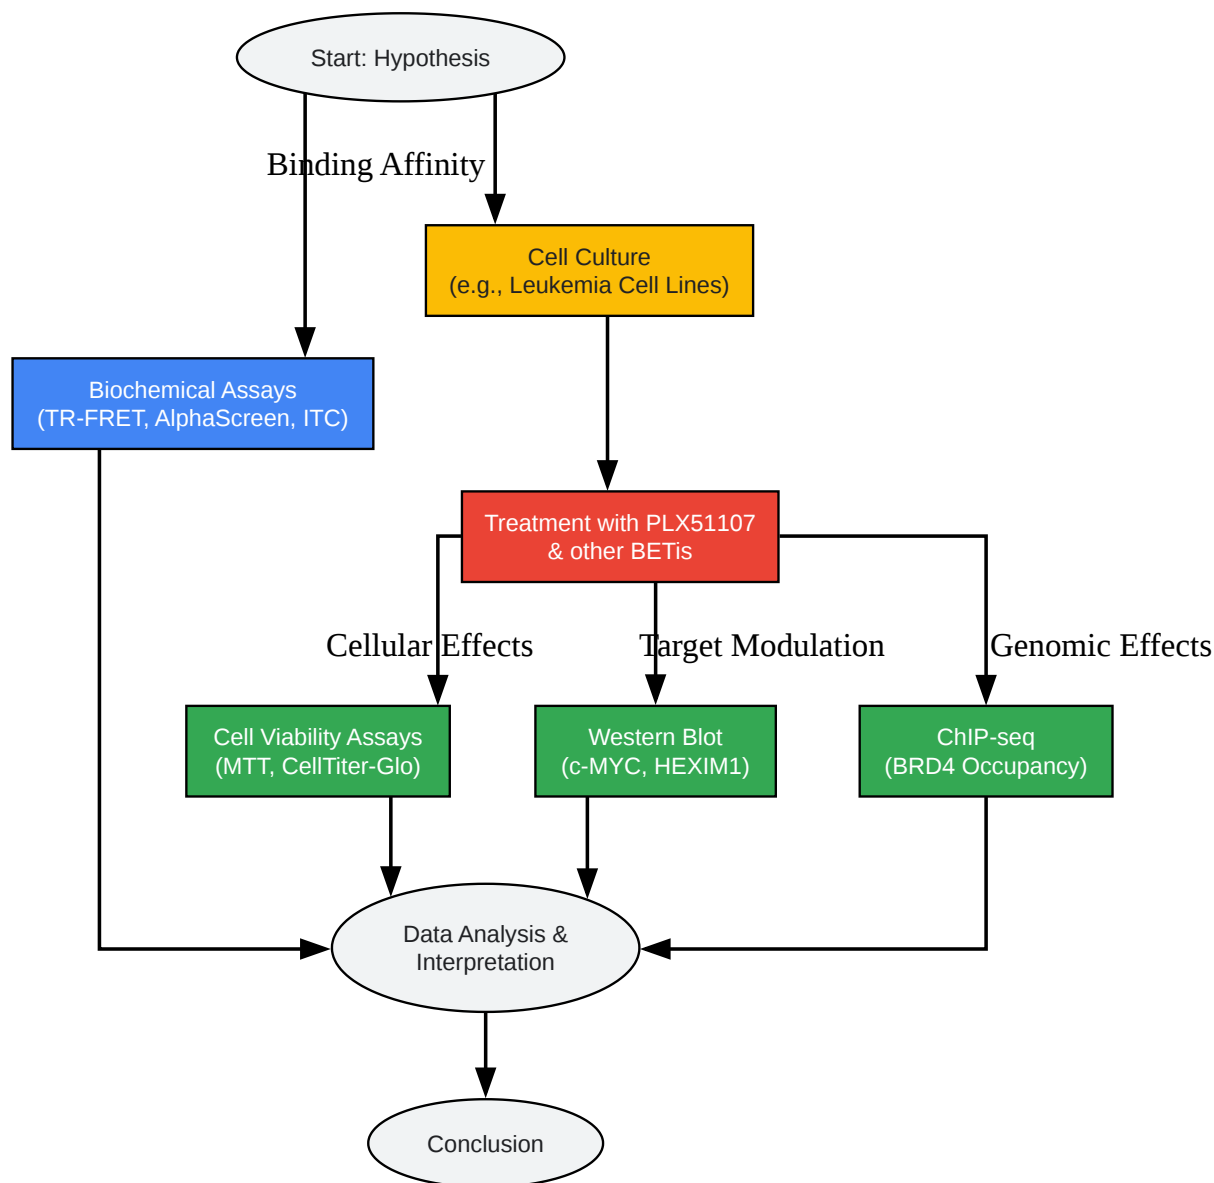 Start: Hypothesis
Binding Affinity
Cell Culture
(e.g., Leukemia Cell Lines)
Biochemical Assays
(TR-FRET, AlphaScreen, ITC)
Treatment with PLX51107
& other BETis
Cellular Effects
Target Modulation
Genomic Effects
Cell Viability Assays
(MTT, CellTiter-Glo)
Western Blot
(c-MYC, HEXIM1)
ChIP-seq
(BRD4 Occupancy)
Data Analysis &
Interpretation
Conclusion